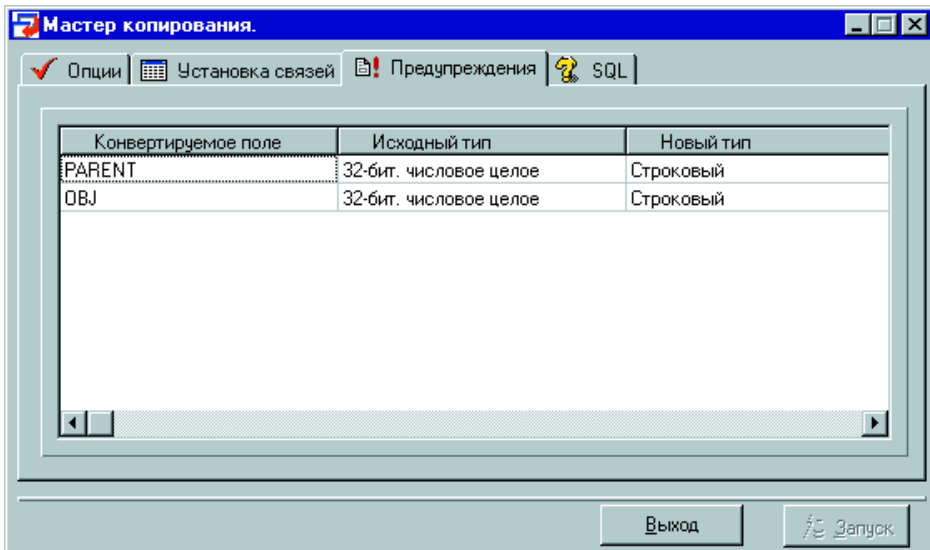 Мастер копирования.
Опции Установка связей Предупреждения SQL
Конвертируемое поле Исходный тип Новый тип
PARENT 32-бит. числовое целое Строковый
OBJ 32-бит. числовое целое Строковый
Выход Запуск